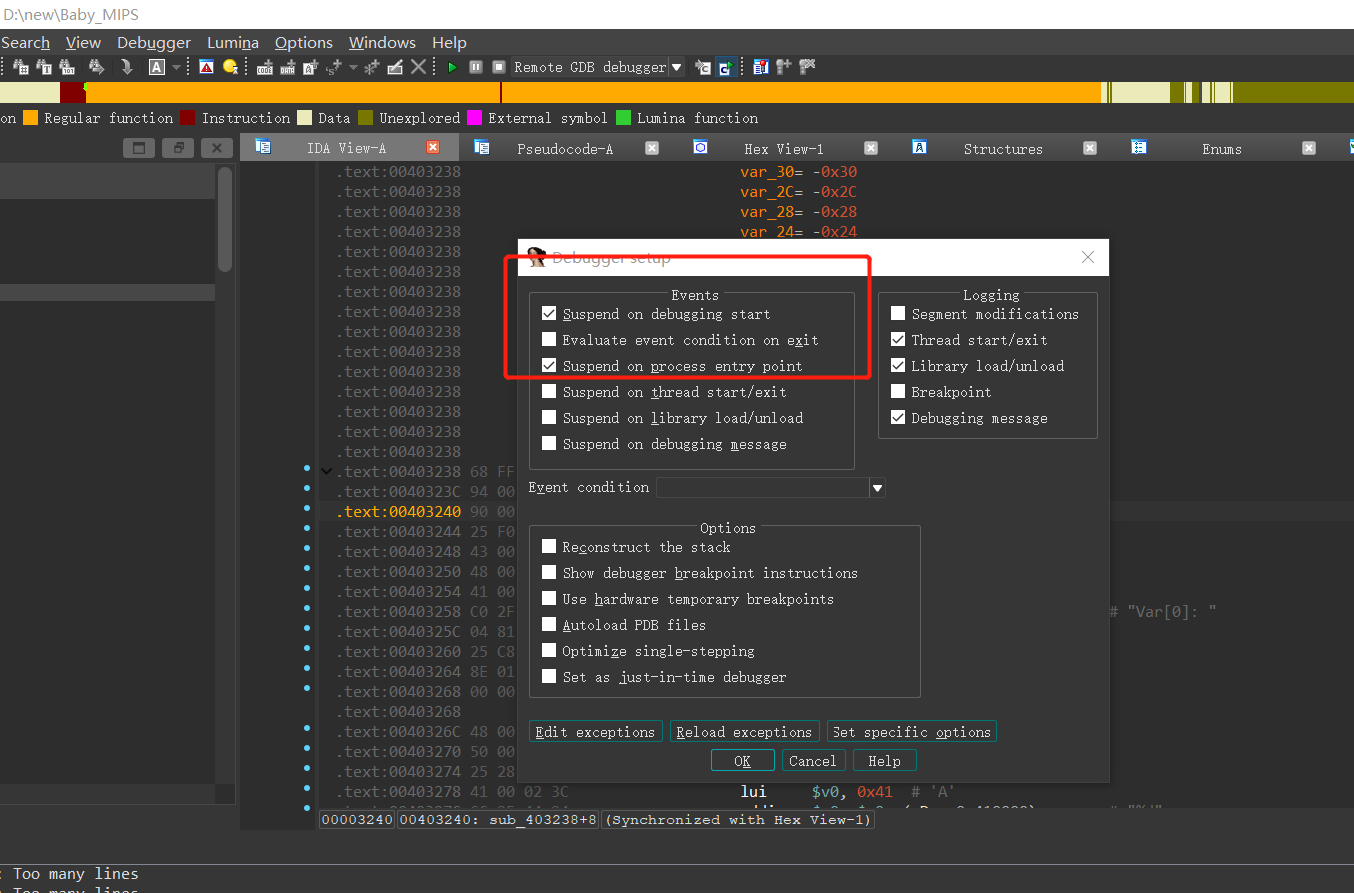 D:\new\Baby_MIPS
Search View Debugger Lumina Options Windows Help
Remote GDB debugger
on Regular function Instruction Data Unexplored External symbol Lumina function
IDA View-A Pseudocode-A Hex View-1 Structures Enums
.text:00403238 var_30= -0x30
.text:00403238 var_2C= -0x2C
.text:00403238 var_28= -0x28
.text:00403238 var_24= -0x24
.text:00403238
.text:00403238
.text:00403238
.text:00403238
.text:00403238
.text:00403238
.text:00403238
.text:00403238
.text:00403238
.text:00403238
.text:00403238
.text:00403238 68 FF
.text:0040323C 94 00
.text:00403240 90 00
.text:00403244 25 F0
.text:00403248 43 00
.text:00403250 48 00
.text:00403254 41 00
.text:00403258 C0 2F # "Var[0]: "
.text:0040325C 04 81
.text:00403260 25 C8
.text:00403264 8E 01
.text:00403268 00 00
.text:00403268
.text:0040326C 48 00
.text:00403270 50 00
.text:00403274 25 28
.text:00403278 41 00 02 3C lui $v0, 0x41 # 'A'
Debugger setup
Events
Suspend on debugging start
Evaluate event condition on exit
Suspend on process entry point
Suspend on thread start/exit
Suspend on library load/unload
Suspend on debugging message
Logging
Segment modifications
Thread start/exit
Library load/unload
Breakpoint
Debugging message
Event condition
Options
Reconstruct the stack
Show debugger breakpoint instructions
Use hardware temporary breakpoints
Autoload PDB files
Optimize single-stepping
Set as just-in-time debugger
Edit exceptions Reload exceptions Set specific options
OK Cancel Help
00003240 00403240: sub_403238+8 (Synchronized with Hex View-1)
: Too many lines
: Too many lines